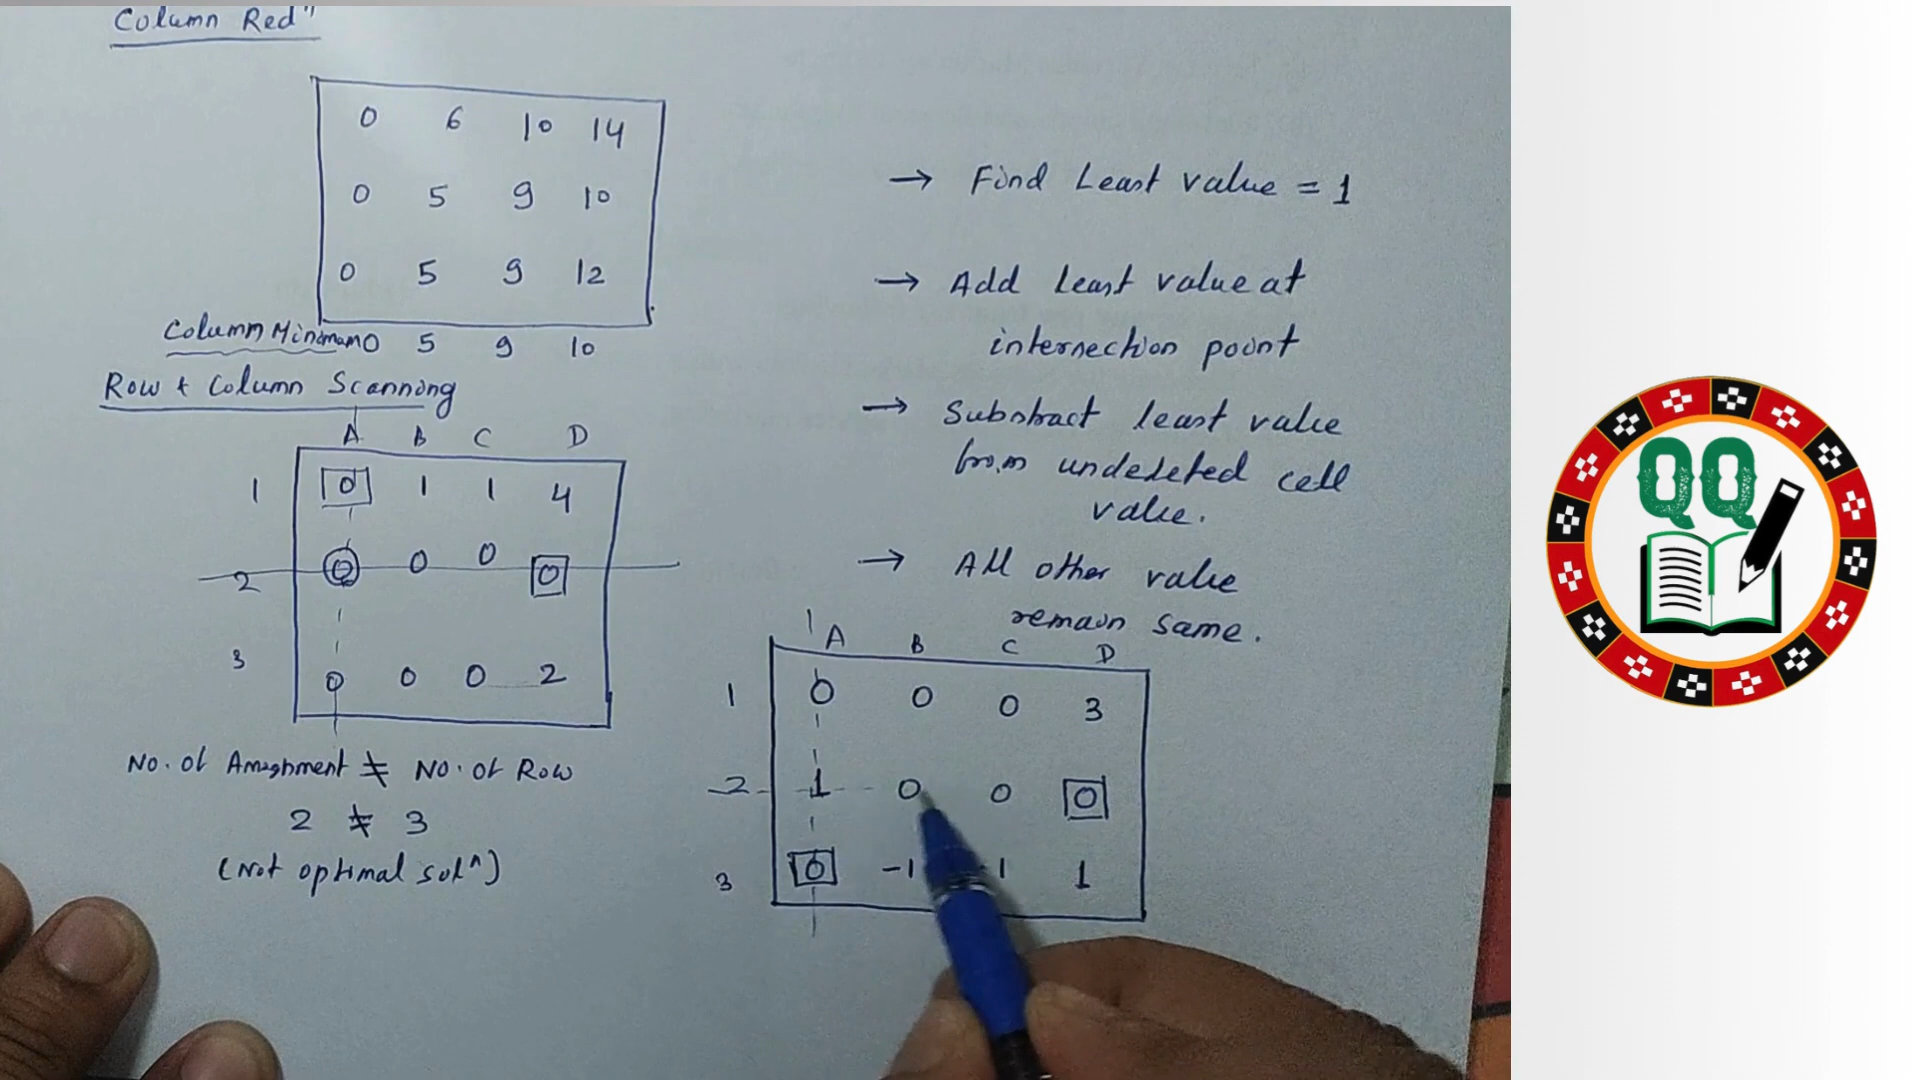 Column Redⁿ
0 6 10 14
0 5 9 10
0 5 9 12
Column Minimum 0 5 9 10
Row & Column Scanning
A B C D
1 0 1 1 4
2 0 0 0 0
3 0 0 0 2
No. of Assignment ≠ No. of Row
2 ≠ 3
(Not optimal solⁿ)
→ Find Least value = 1
→ Add least value at
intersection point
→ Substract least value
from undeleted cell
value.
→ All other value
remain same.
A B C D
1 0 0 0 3
2 1 0 0 0
3 0 -1 -1 1
QQ